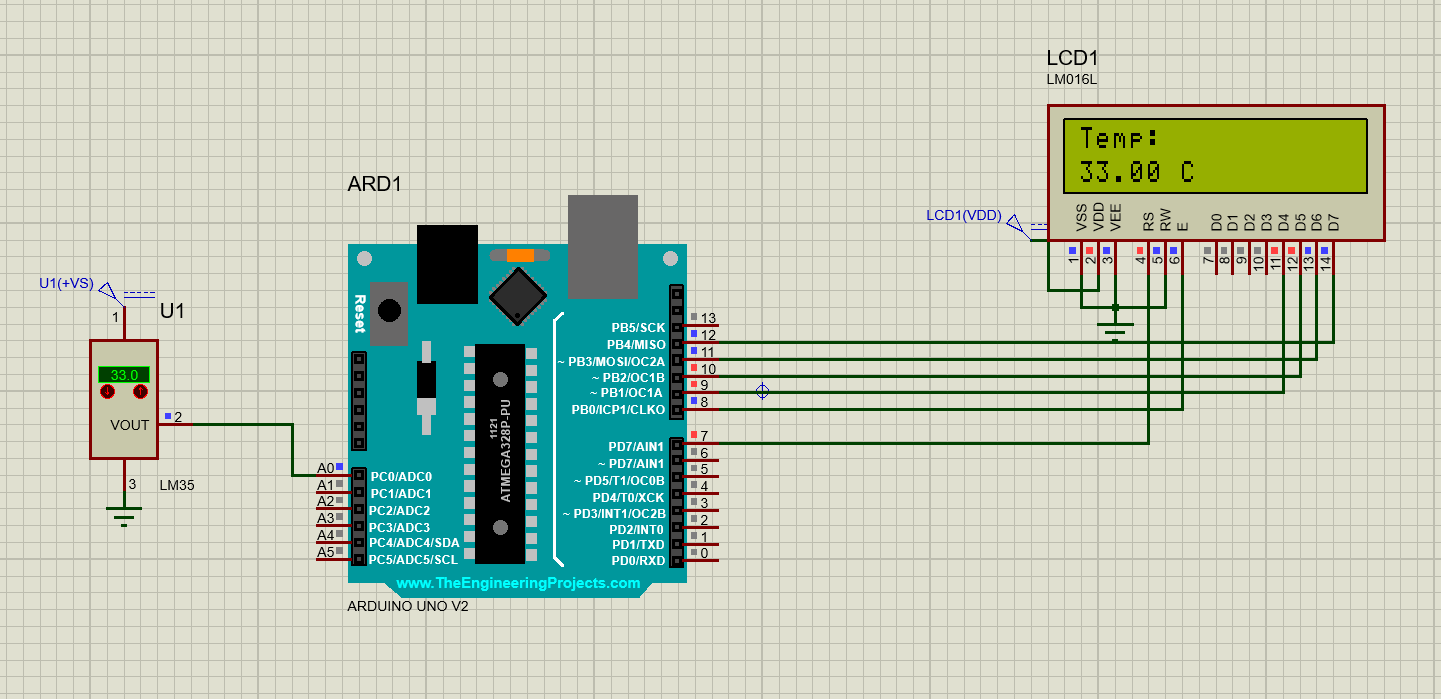 LCD1
LM016L
Temp:
33.00 C
LCD1(VDD)
VSS VDD VEE RS RW E D0 D1 D2 D3 D4 D5 D6 D7
1 2 3 4 5 6 7 8 9 10 11 12 13 14
ARD1
Reset
U1(+VS)
1
U1
33.0
VOUT
2
3
LM35
PB5/SCK 13
PB4/MISO 12
~ PB3/MOSI/OC2A 11
~ PB2/OC1B 10
~ PB1/OC1A 9
PB0/ICP1/CLKO 8
PD7/AIN1 7
~ PD7/AIN1 6
~ PD5/T1/OC0B 5
PD4/T0/XCK 4
~ PD3/INT1/OC2B 3
PD2/INT0 2
PD1/TXD 1
PD0/RXD 0
1121
ATMEGA328P-PU
A0 PC0/ADC0
A1 PC1/ADC1
A2 PC2/ADC2
A3 PC3/ADC3
A4 PC4/ADC4/SDA
A5 PC5/ADC5/SCL
www.TheEngineeringProjects.com
ARDUINO UNO V2